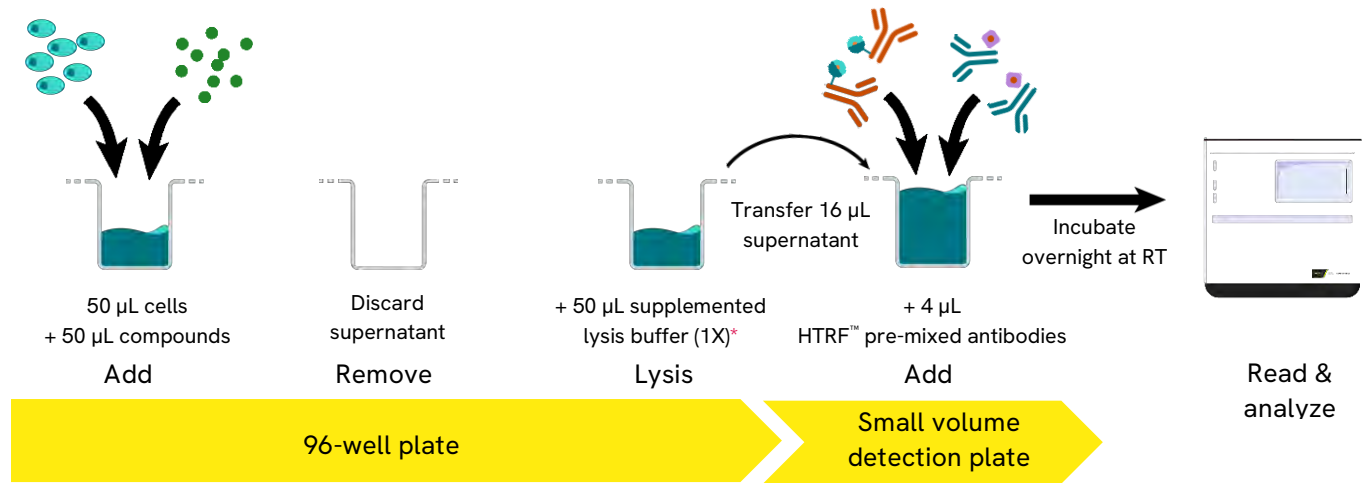 Transfer 16 µL
supernatant
Incubate
overnight at RT
50 µL cells
+ 50 µL compounds
Discard
supernatant
+ 50 µL supplemented
lysis buffer (1X)*
+ 4 µL
HTRF™ pre-mixed antibodies
Add
Remove
Lysis
Add
Read &
analyze
96-well plate
Small volume
detection plate